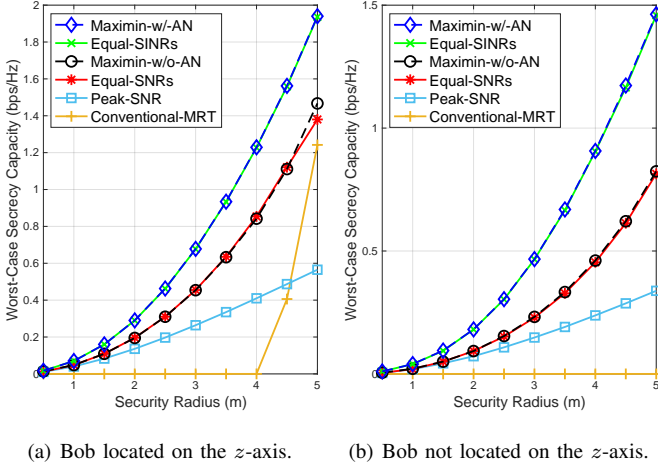 Worst-Case Secrecy Capacity (bps/Hz)
2
1.8
1.6
1.4
1.2
1
0.8
0.6
0.4
0.2
0
Maximin-w/-AN
Equal-SINRs
Maximin-w/o-AN
Equal-SNRs
Peak-SNR
Conventional-MRT
1 2 3 4 5
Security Radius (m)
(a) Bob located on the z-axis.
Worst-Case Secrecy Capacity (bps/Hz)
1.5
1
0.5
0
Maximin-w/-AN
Equal-SINRs
Maximin-w/o-AN
Equal-SNRs
Peak-SNR
Conventional-MRT
1 2 3 4 5
Security Radius (m)
(b) Bob not located on the z-axis.